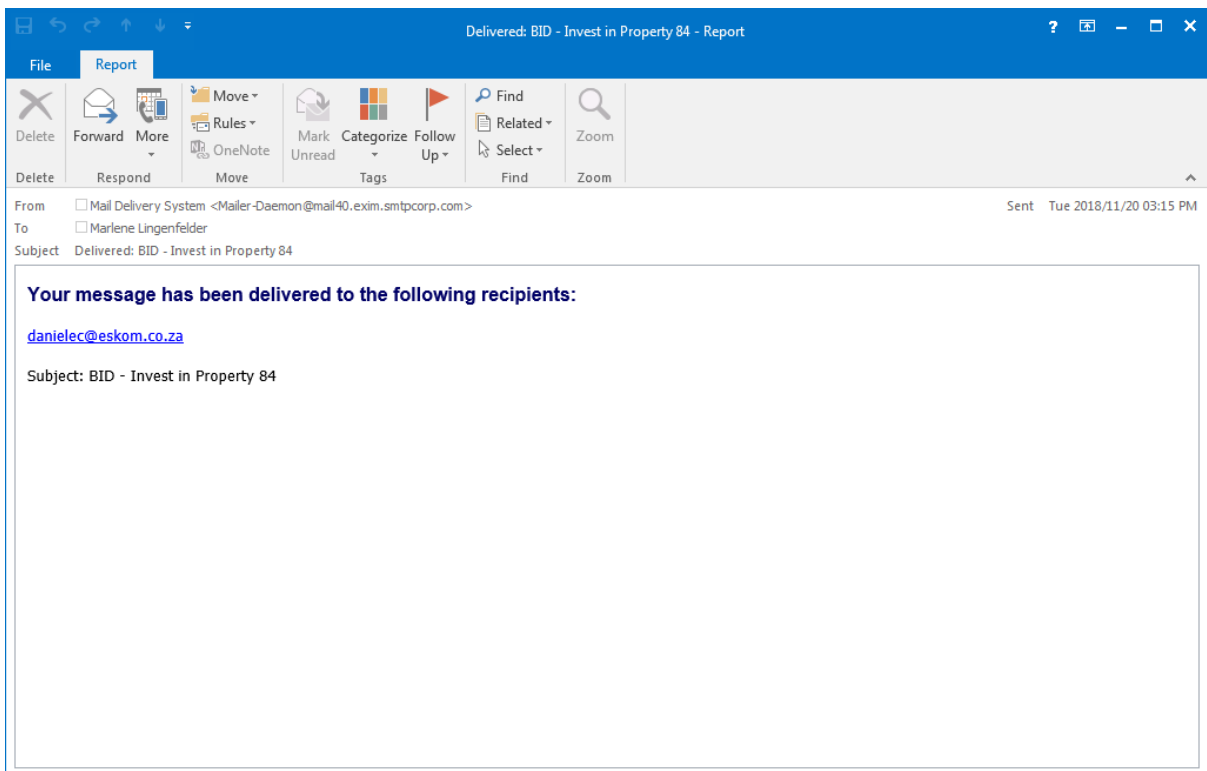 Delivered: BID - Invest in Property 84 - Report
?
File Report
Delete Forward More Move Rules OneNote Mark Unread Categorize Follow Up Find Related Select Zoom
Delete Respond Move Tags Find Zoom
From Mail Delivery System <Mailer-Daemon@mail40.exim.smtpcorp.com> Sent Tue 2018/11/20 03:15 PM
To Marlene Lingenfelder
Subject Delivered: BID - Invest in Property 84
Your message has been delivered to the following recipients:
danielec@eskom.co.za
Subject: BID - Invest in Property 84